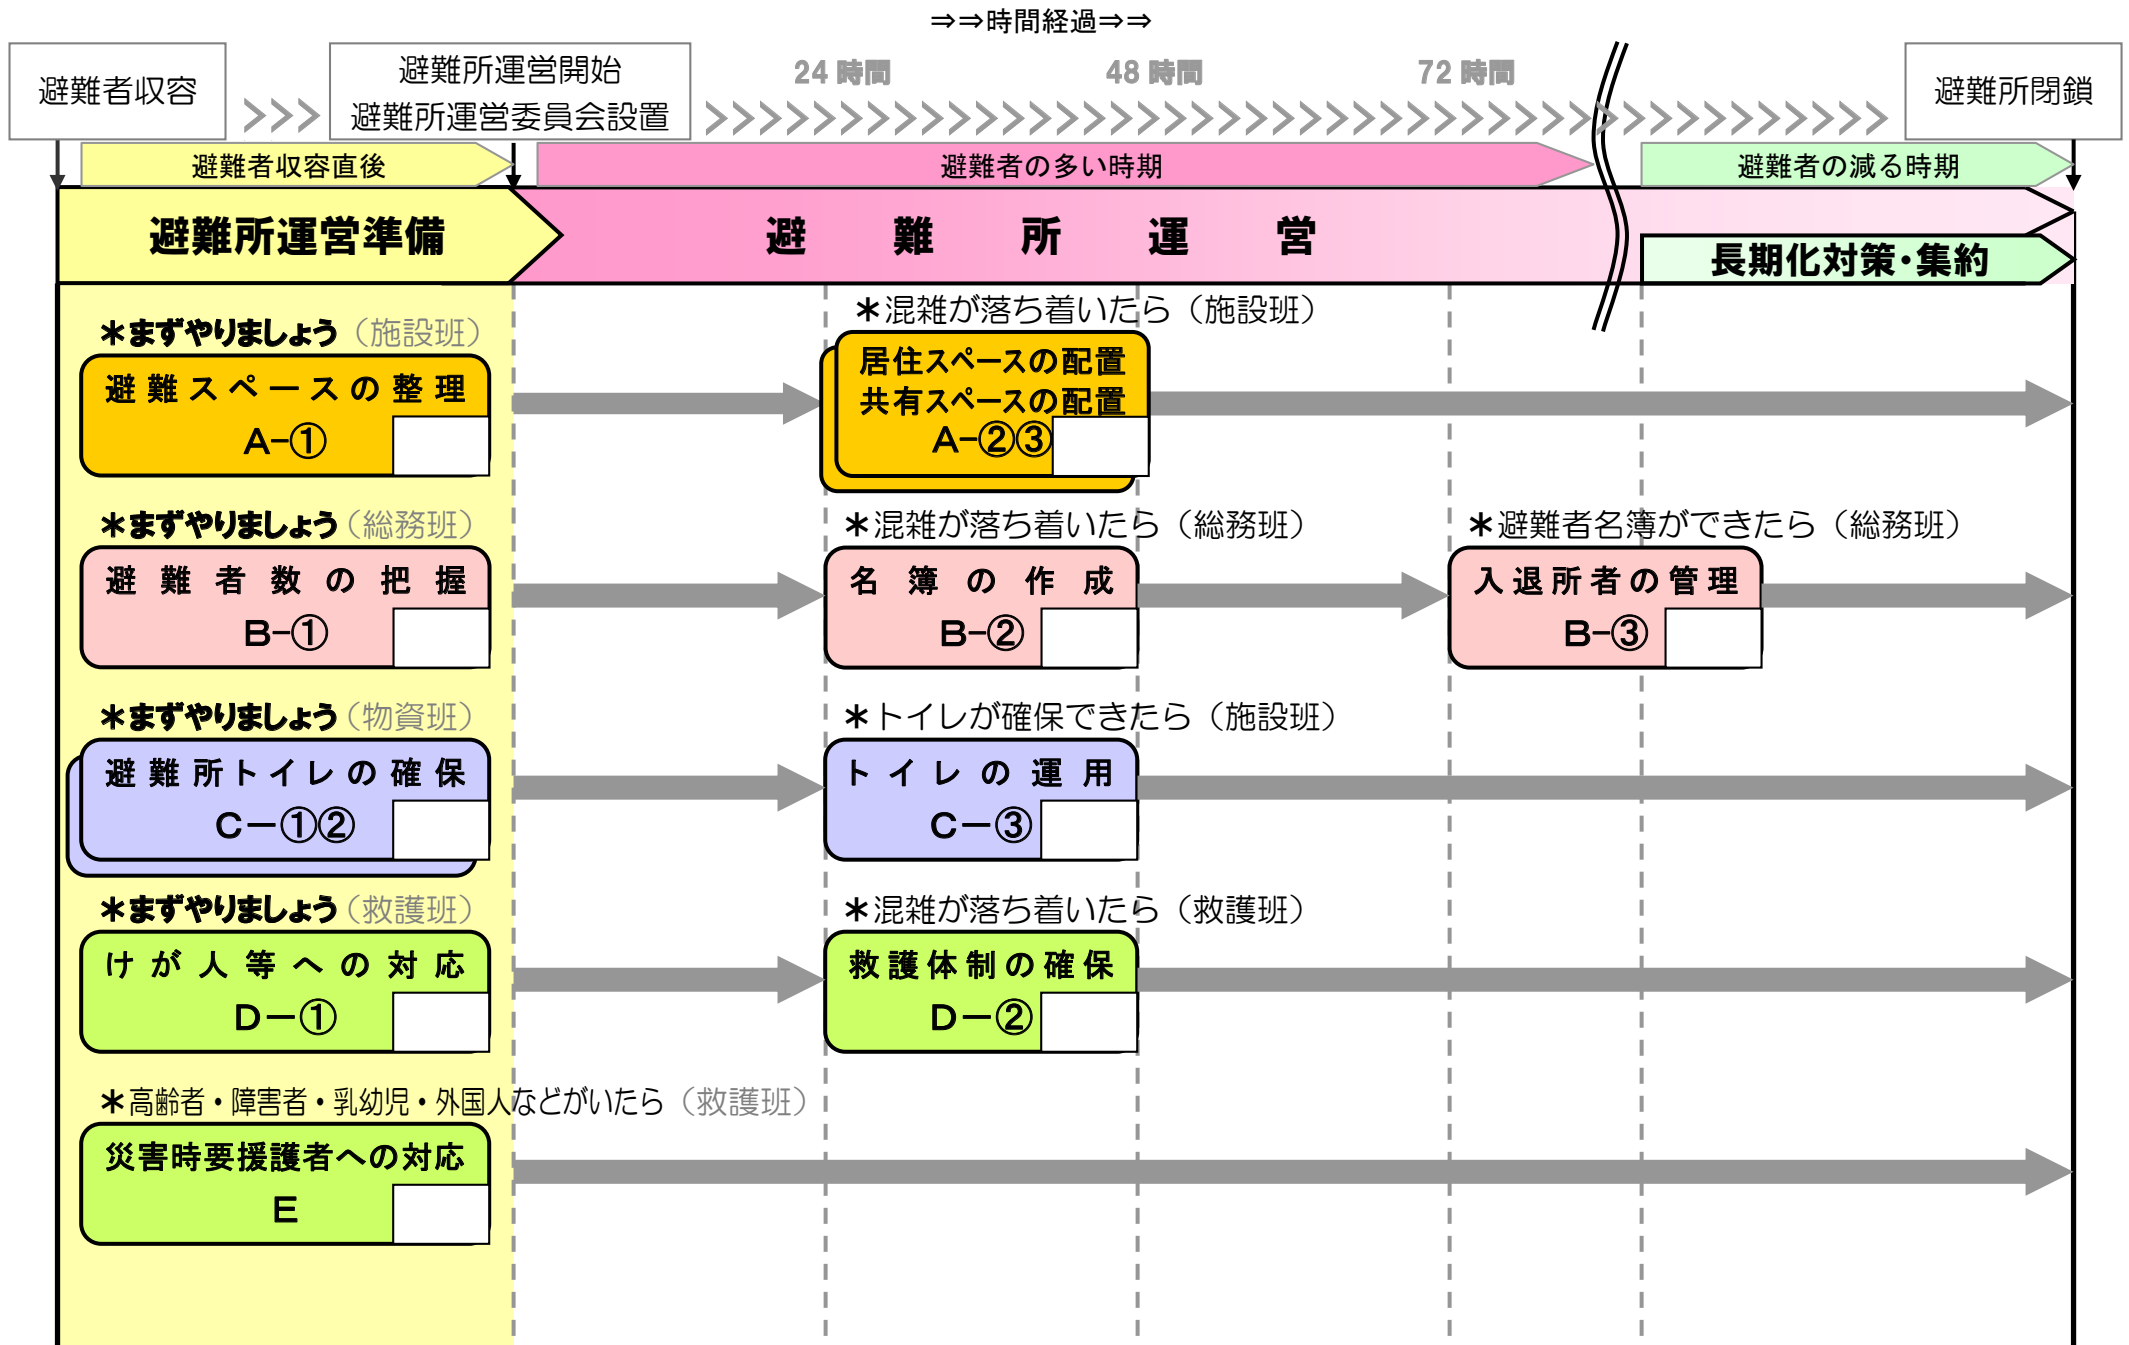 ⇒⇒時間経過⇒⇒
避難者収容
避難所運営開始
避難所運営委員会設置
24 時間
48 時間
72 時間
避難所閉鎖
避難者収容直後
避難者の多い時期
避難者の減る時期
避難所運営準備
避難所運営
長期化対策・集約
＊まずやりましょう（施設班）
避難スペースの整理
A-①
＊混雑が落ち着いたら（施設班）
居住スペースの配置
共有スペースの配置
A-②③
＊まずやりましょう（総務班）
避難者数の把握
B-①
＊混雑が落ち着いたら（総務班）
名簿の作成
B-②
＊避難者名簿ができたら（総務班）
入退所者の管理
B-③
＊まずやりましょう（物資班）
避難所トイレの確保
C－①②
＊トイレが確保できたら（施設班）
トイレの運用
C－③
＊まずやりましょう（救護班）
けが人等への対応
D－①
＊混雑が落ち着いたら（救護班）
救護体制の確保
D－②
＊高齢者・障害者・乳幼児・外国人などがいたら（救護班）
災害時要援護者への対応
E